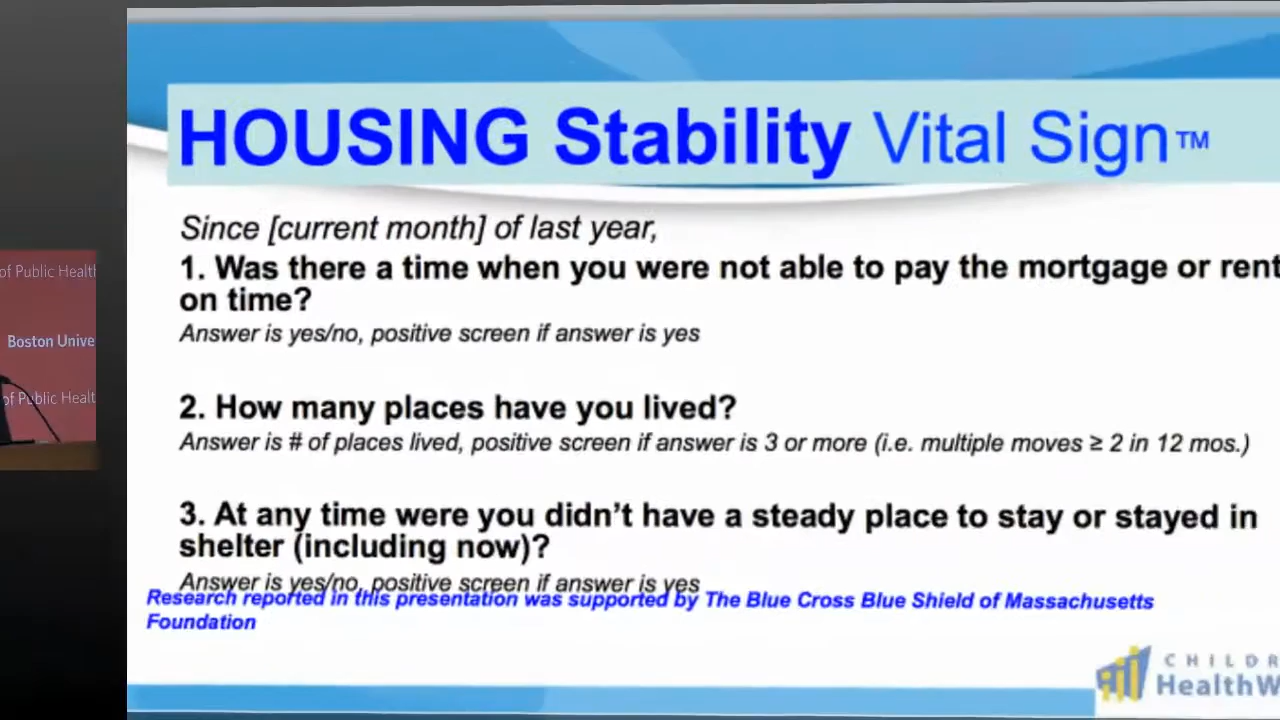 HOUSING Stability Vital Sign™
Since [current month] of last year,
1. Was there a time when you were not able to pay the mortgage or rent
on time?
Answer is yes/no, positive screen if answer is yes
2. How many places have you lived?
Answer is # of places lived, positive screen if answer is 3 or more (i.e. multiple moves ≥ 2 in 12 mos.)
3. At any time were you didn't have a steady place to stay or stayed in
shelter (including now)?
Answer is yes/no, positive screen if answer is yes
Research reported in this presentation was supported by The Blue Cross Blue Shield of Massachusetts
Foundation
CHILDR
HealthW
of Public Health
Boston Unive
of Public Healt